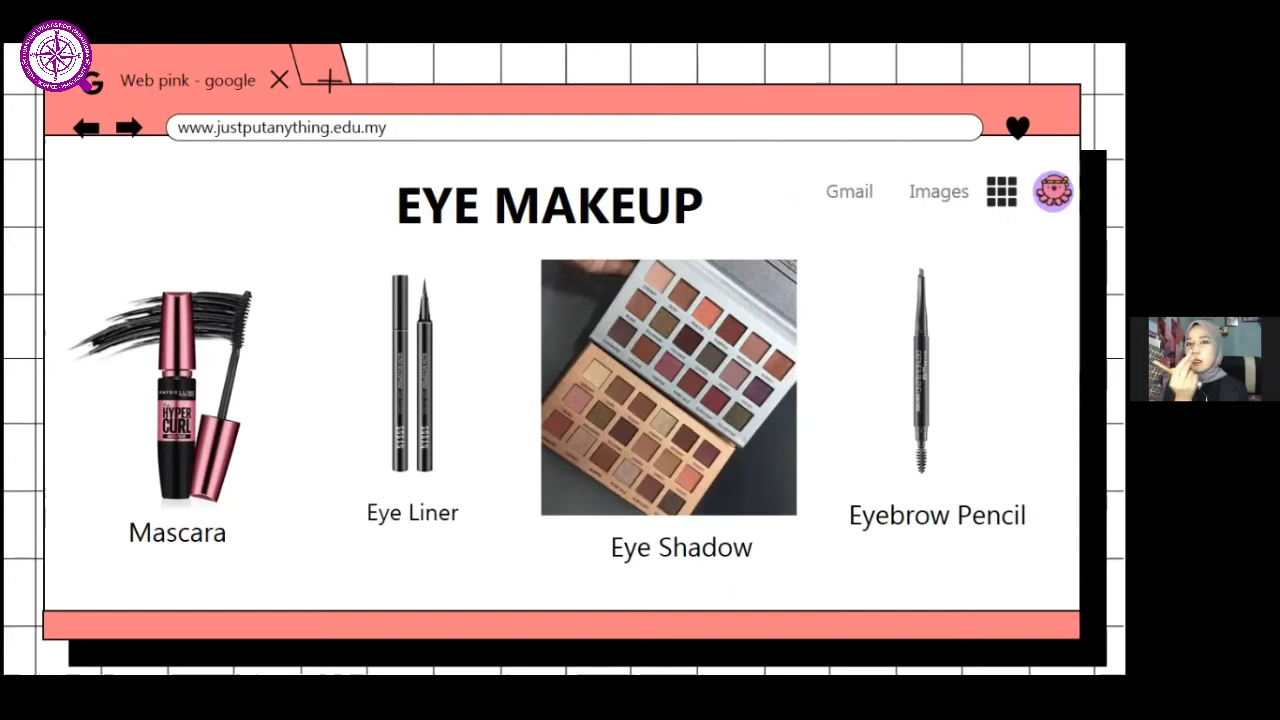 Web pink - google
www.justputanything.edu.my
Gmail
Images
EYE MAKEUP
MAYBELLINE
HYPER
CURL
Mascara
Eye Liner
Eye Shadow
Eyebrow Pencil